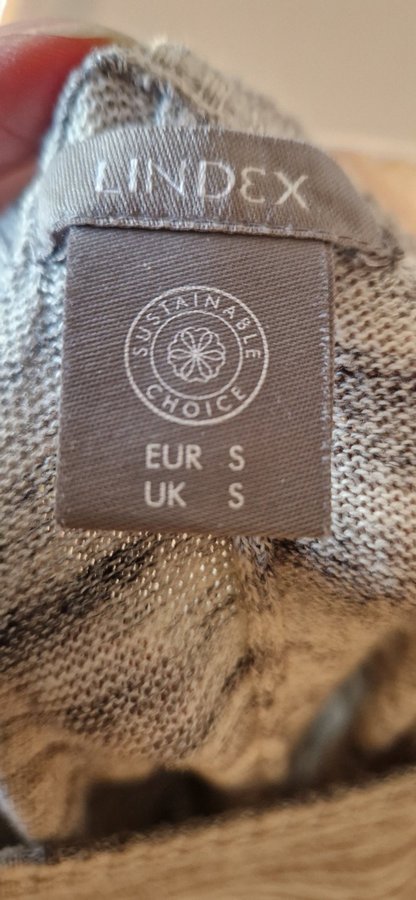 LINDEX
SUSTAINABLE
CHOICE
EUR S
UK S